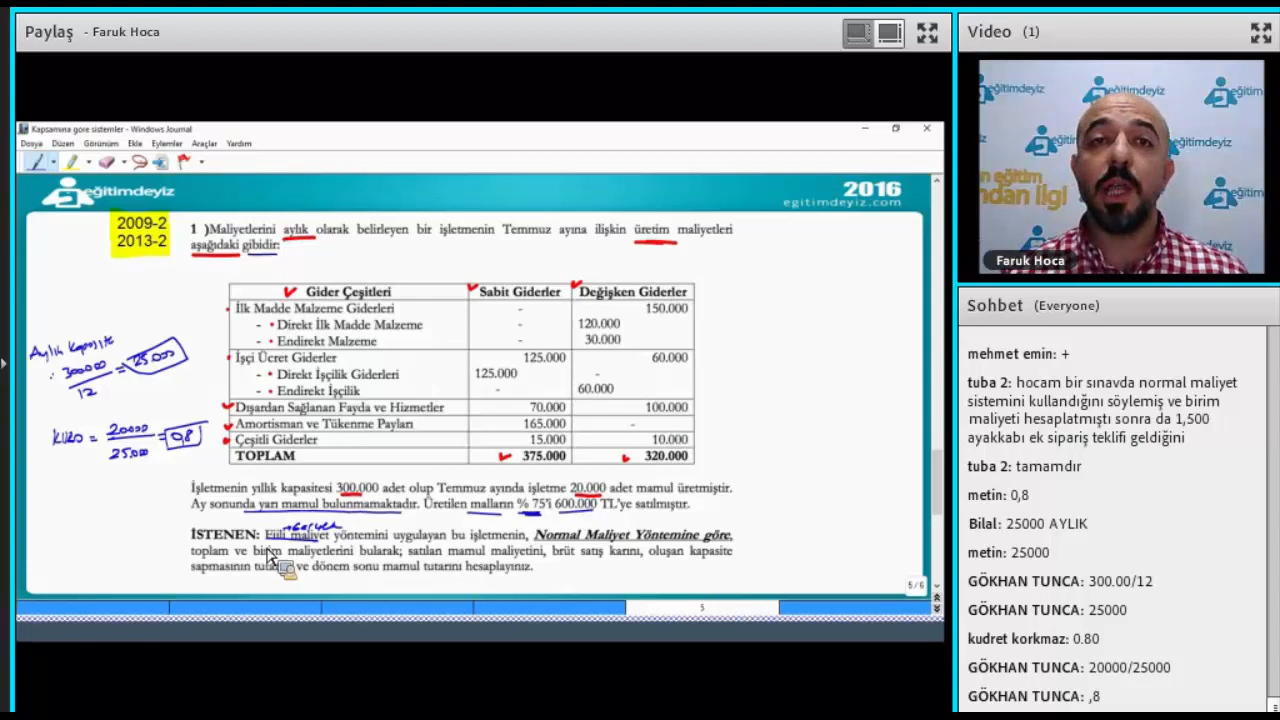 Paylaş - Faruk Hoca
Video (1)
eğitimdeyiz
eğitim
Faruk Hoca
Kapsamına göre sistemler - Windows Journal
Dosya Düzen Görünüm Ekle Eylemler Araçlar Yardım
eğitimdeyiz
2016
egitimdeyiz.com
2009-2
2013-2
1 )Maliyetlerini aylık olarak belirleyen bir işletmenin Temmuz ayına ilişkin üretim maliyetleri
aşağıdaki gibidir:
Gider Çeşitleri Sabit Giderler Değişken Giderler
İlk Madde Malzeme Giderleri - 150.000
- Direkt İlk Madde Malzeme - 120.000
- Endirekt Malzeme - 30.000
İşçi Ücret Giderler 125.000 60.000
- Direkt İşçilik Giderleri 125.000 -
- Endirekt İşçilik - 60.000
Dışardan Sağlanan Fayda ve Hizmetler 70.000 100.000
Amortisman ve Tükenme Payları 165.000 -
Çeşitli Giderler 15.000 10.000
TOPLAM 375.000 320.000
Aylık Kapasite
300000
12
= 25.000
KKO = 20000
25.000
= 0,8
İşletmenin yıllık kapasitesi 300.000 adet olup Temmuz ayında işletme 20.000 adet mamul üretmiştir.
Ay sonunda yarı mamul bulunmamaktadır. Üretilen malların % 75'i 600.000 TL'ye satılmıştır.
İSTENEN: Fiili maliyet yöntemini uygulayan bu işletmenin, Normal Maliyet Yöntemine göre,
toplam ve birim maliyetlerini bularak; satılan mamul maliyetini, brüt satış karını, oluşan kapasite
sapmasının ve dönem sonu mamul tutarını hesaplayınız.
5/6
5
Sohbet (Everyone)
mehmet emin: +
tuba 2: hocam bir sınavda normal maliyet
sistemini kullandığını söylemiş ve birim
maliyeti hesaplatmıştı sonra da 1,500
ayakkabı ek sipariş teklifi geldiğini
tuba 2: tamamdır
metin: 0,8
Bilal: 25000 AYLIK
metin: 25000
GÖKHAN TUNCA: 300.00/12
GÖKHAN TUNCA: 25000
kudret korkmaz: 0.80
GÖKHAN TUNCA: 20000/25000
GÖKHAN TUNCA: ,8